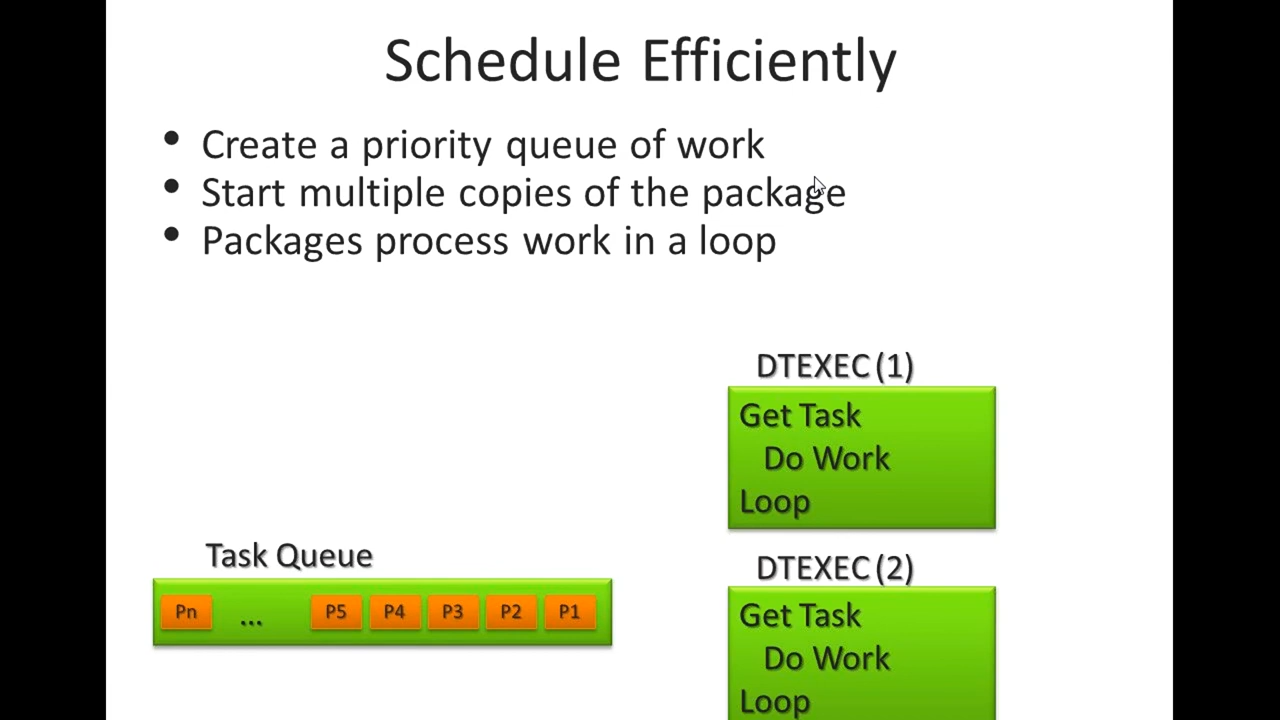 Schedule Efficiently
• Create a priority queue of work
• Start multiple copies of the package
• Packages process work in a loop
DTEXEC (1)
Get Task
Do Work
Loop
Task Queue
Pn ... P5 P4 P3 P2 P1
DTEXEC (2)
Get Task
Do Work
Loop